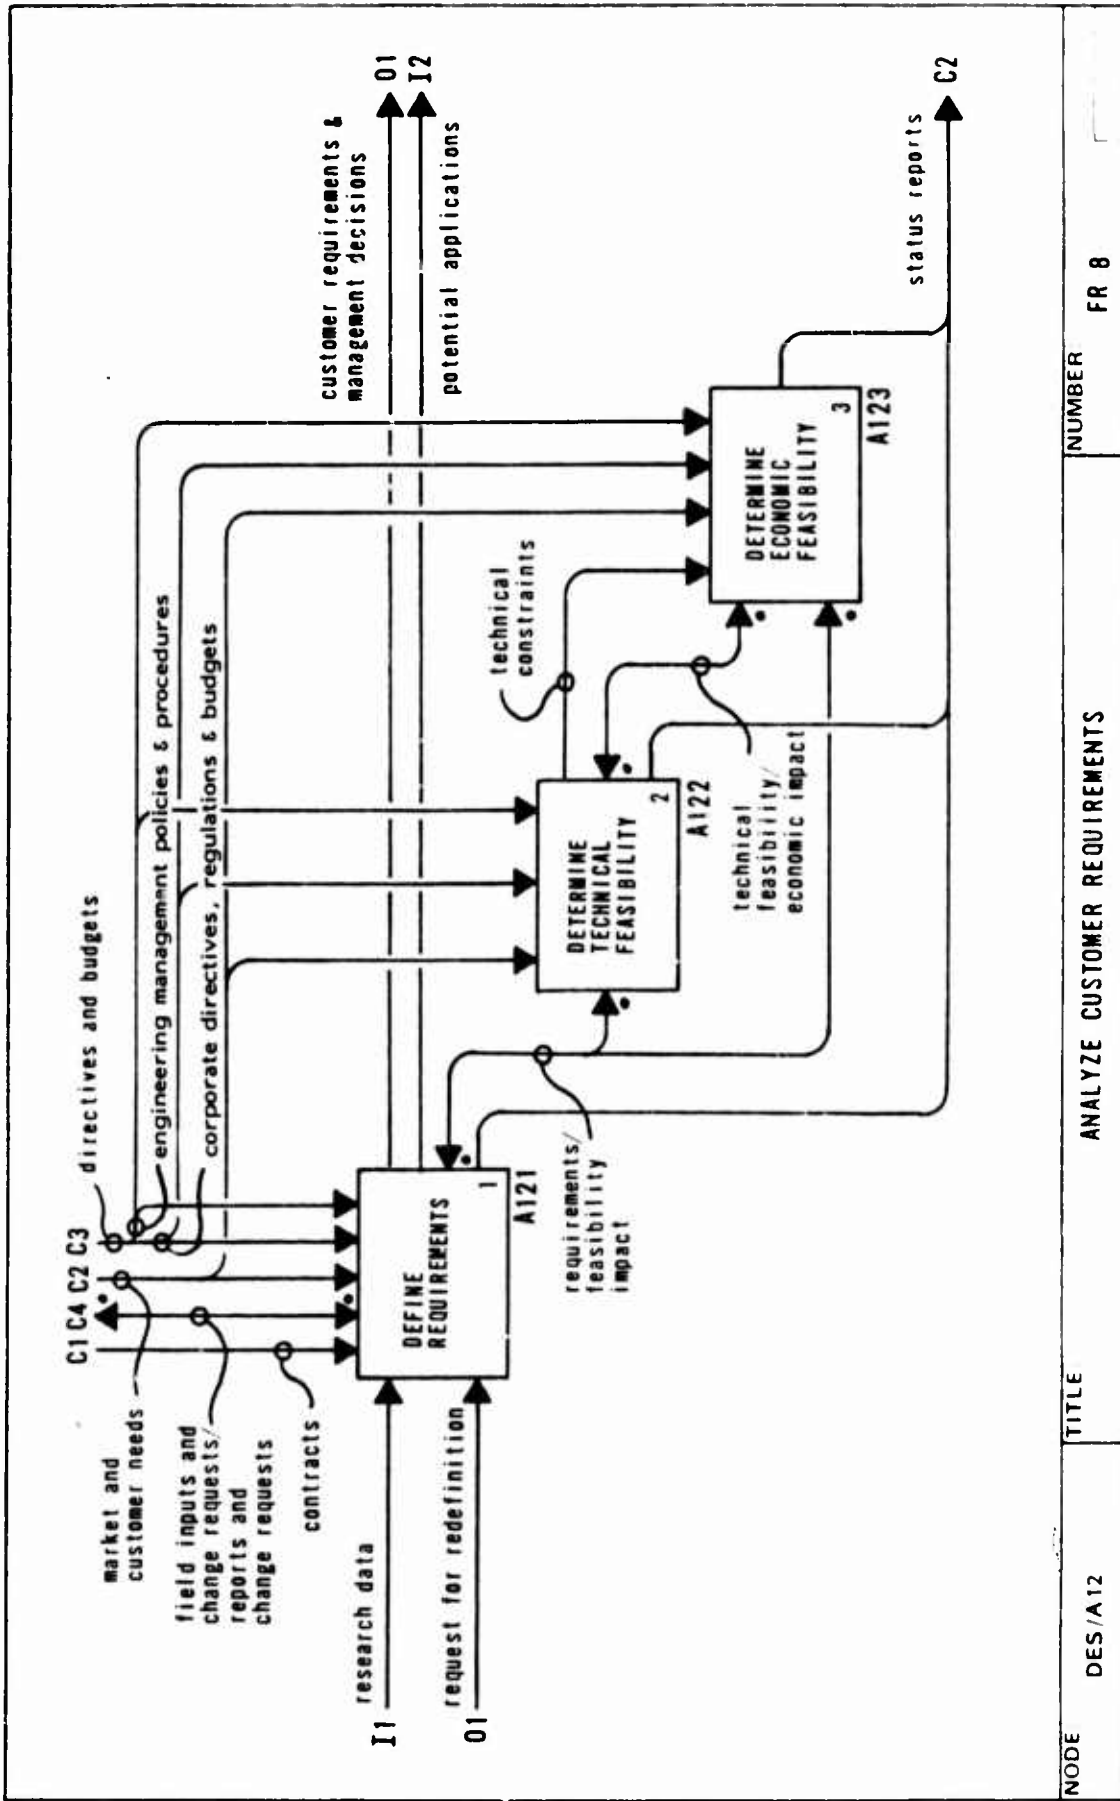 C1 C4 C2 C3
directives and budgets
engineering management policies & procedures
corporate directives, regulations & budgets
market and
customer needs
field inputs and
change requests/
reports and
change requests
contracts
I1
research data
O1
request for redefinition
DEFINE
REQUIREMENTS
1
A121
requirements/
feasibility
impact
DETERMINE
TECHNICAL
FEASIBILITY
2
A122
technical
constraints
technical
feasibility/
economic impact
DETERMINE
ECONOMIC
FEASIBILITY
3
A123
customer requirements &
management decisions
O1
I2
potential applications
status reports
C2
NODE
DES/A12
TITLE
ANALYZE CUSTOMER REQUIREMENTS
NUMBER
FR 8